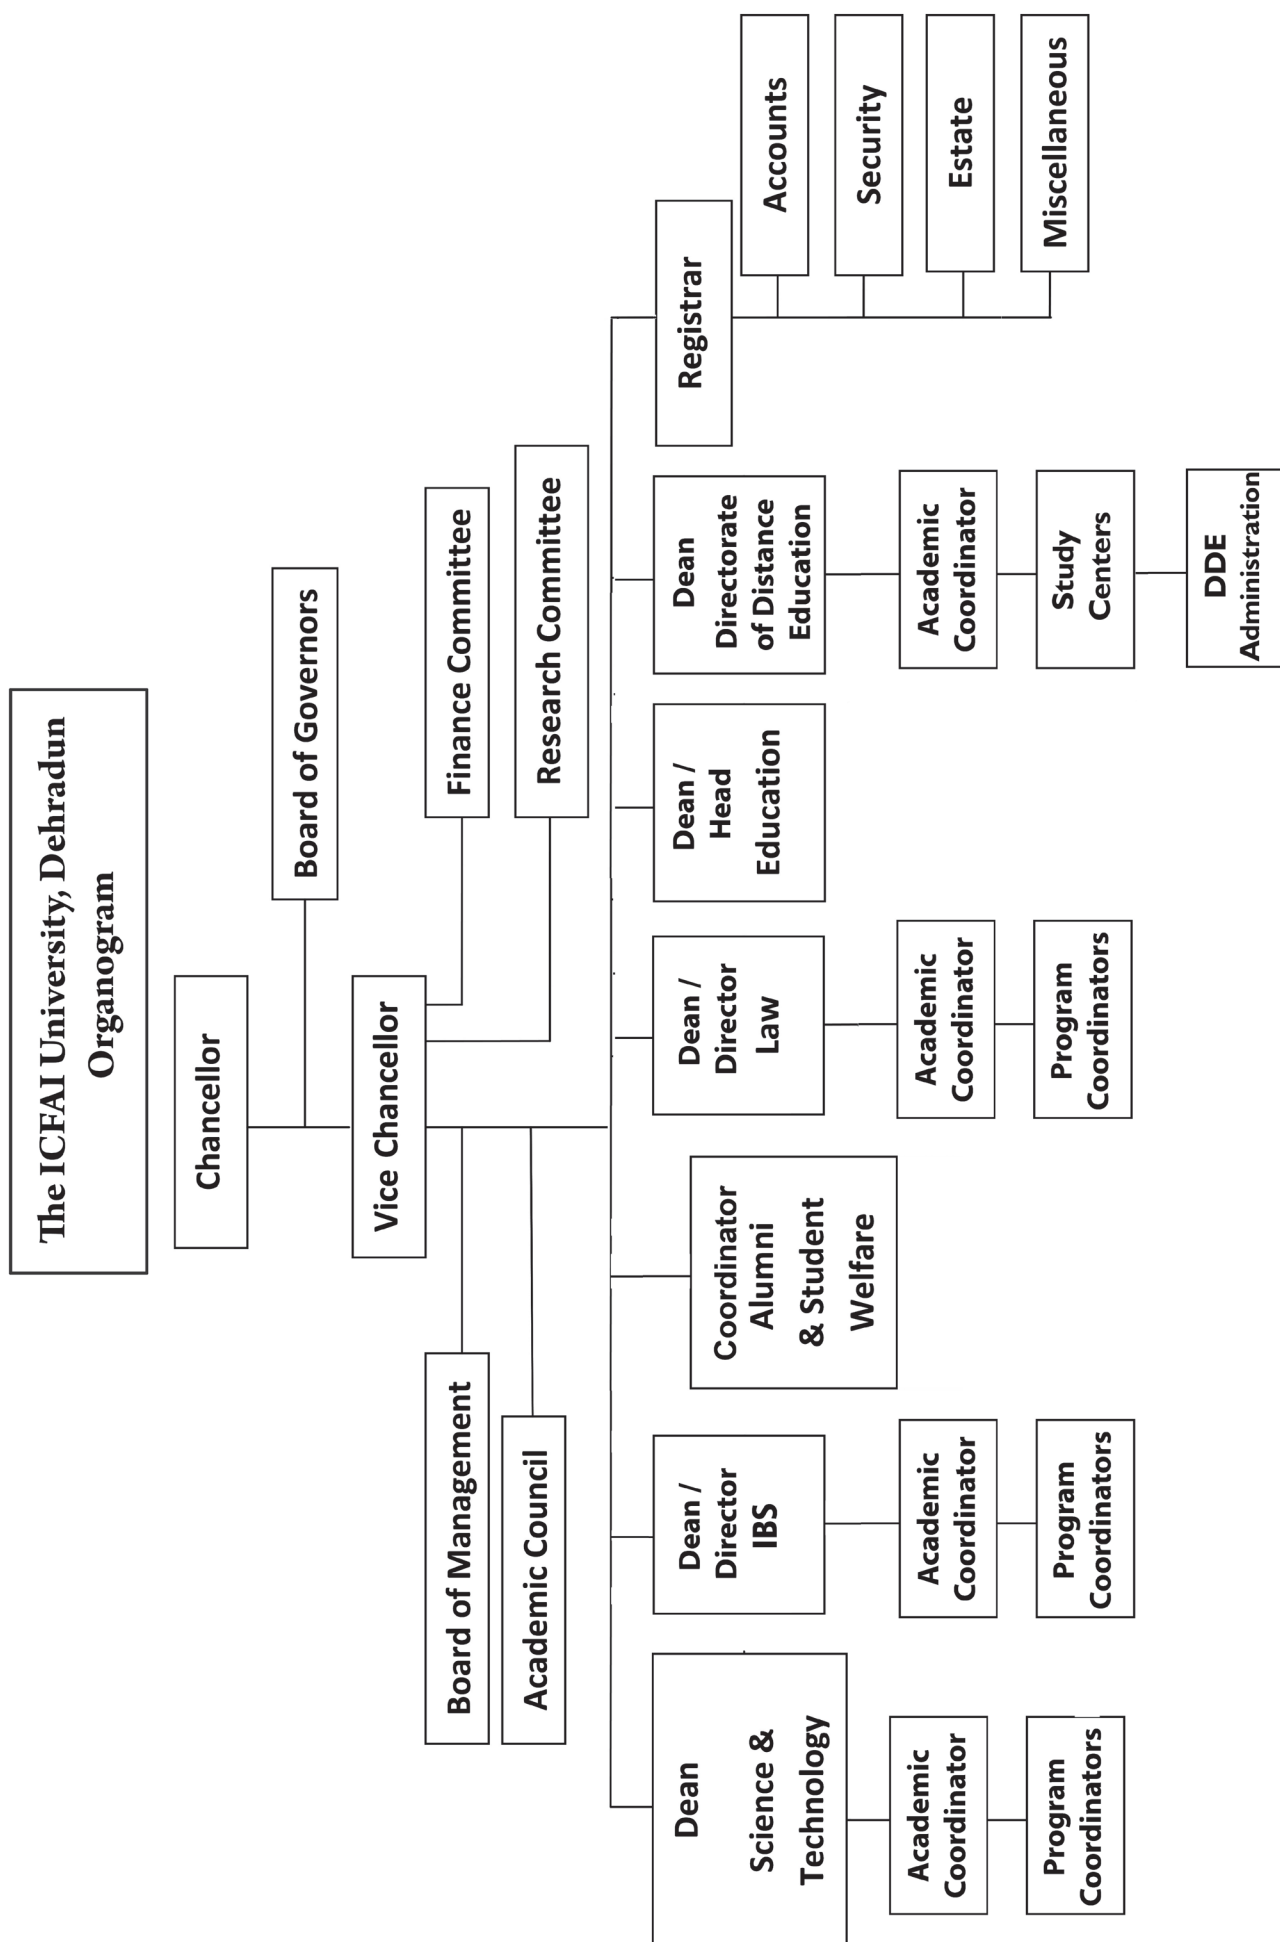 The ICFAI University, Dehradun
Organogram
Chancellor
Board of Governors
Vice Chancellor
Board of Management
Finance Committee
Academic Council
Research Committee
Dean
Science &
Technology
Academic
Coordinator
Program
Coordinators
Dean /
Director
IBS
Academic
Coordinator
Program
Coordinators
Coordinator
Alumni
& Student
Welfare
Dean /
Director
Law
Academic
Coordinator
Program
Coordinators
Dean /
Head
Education
Dean
Directorate
of Distance
Education
Academic
Coordinator
Study
Centers
DDE
Administration
Registrar
Accounts
Security
Estate
Miscellaneous